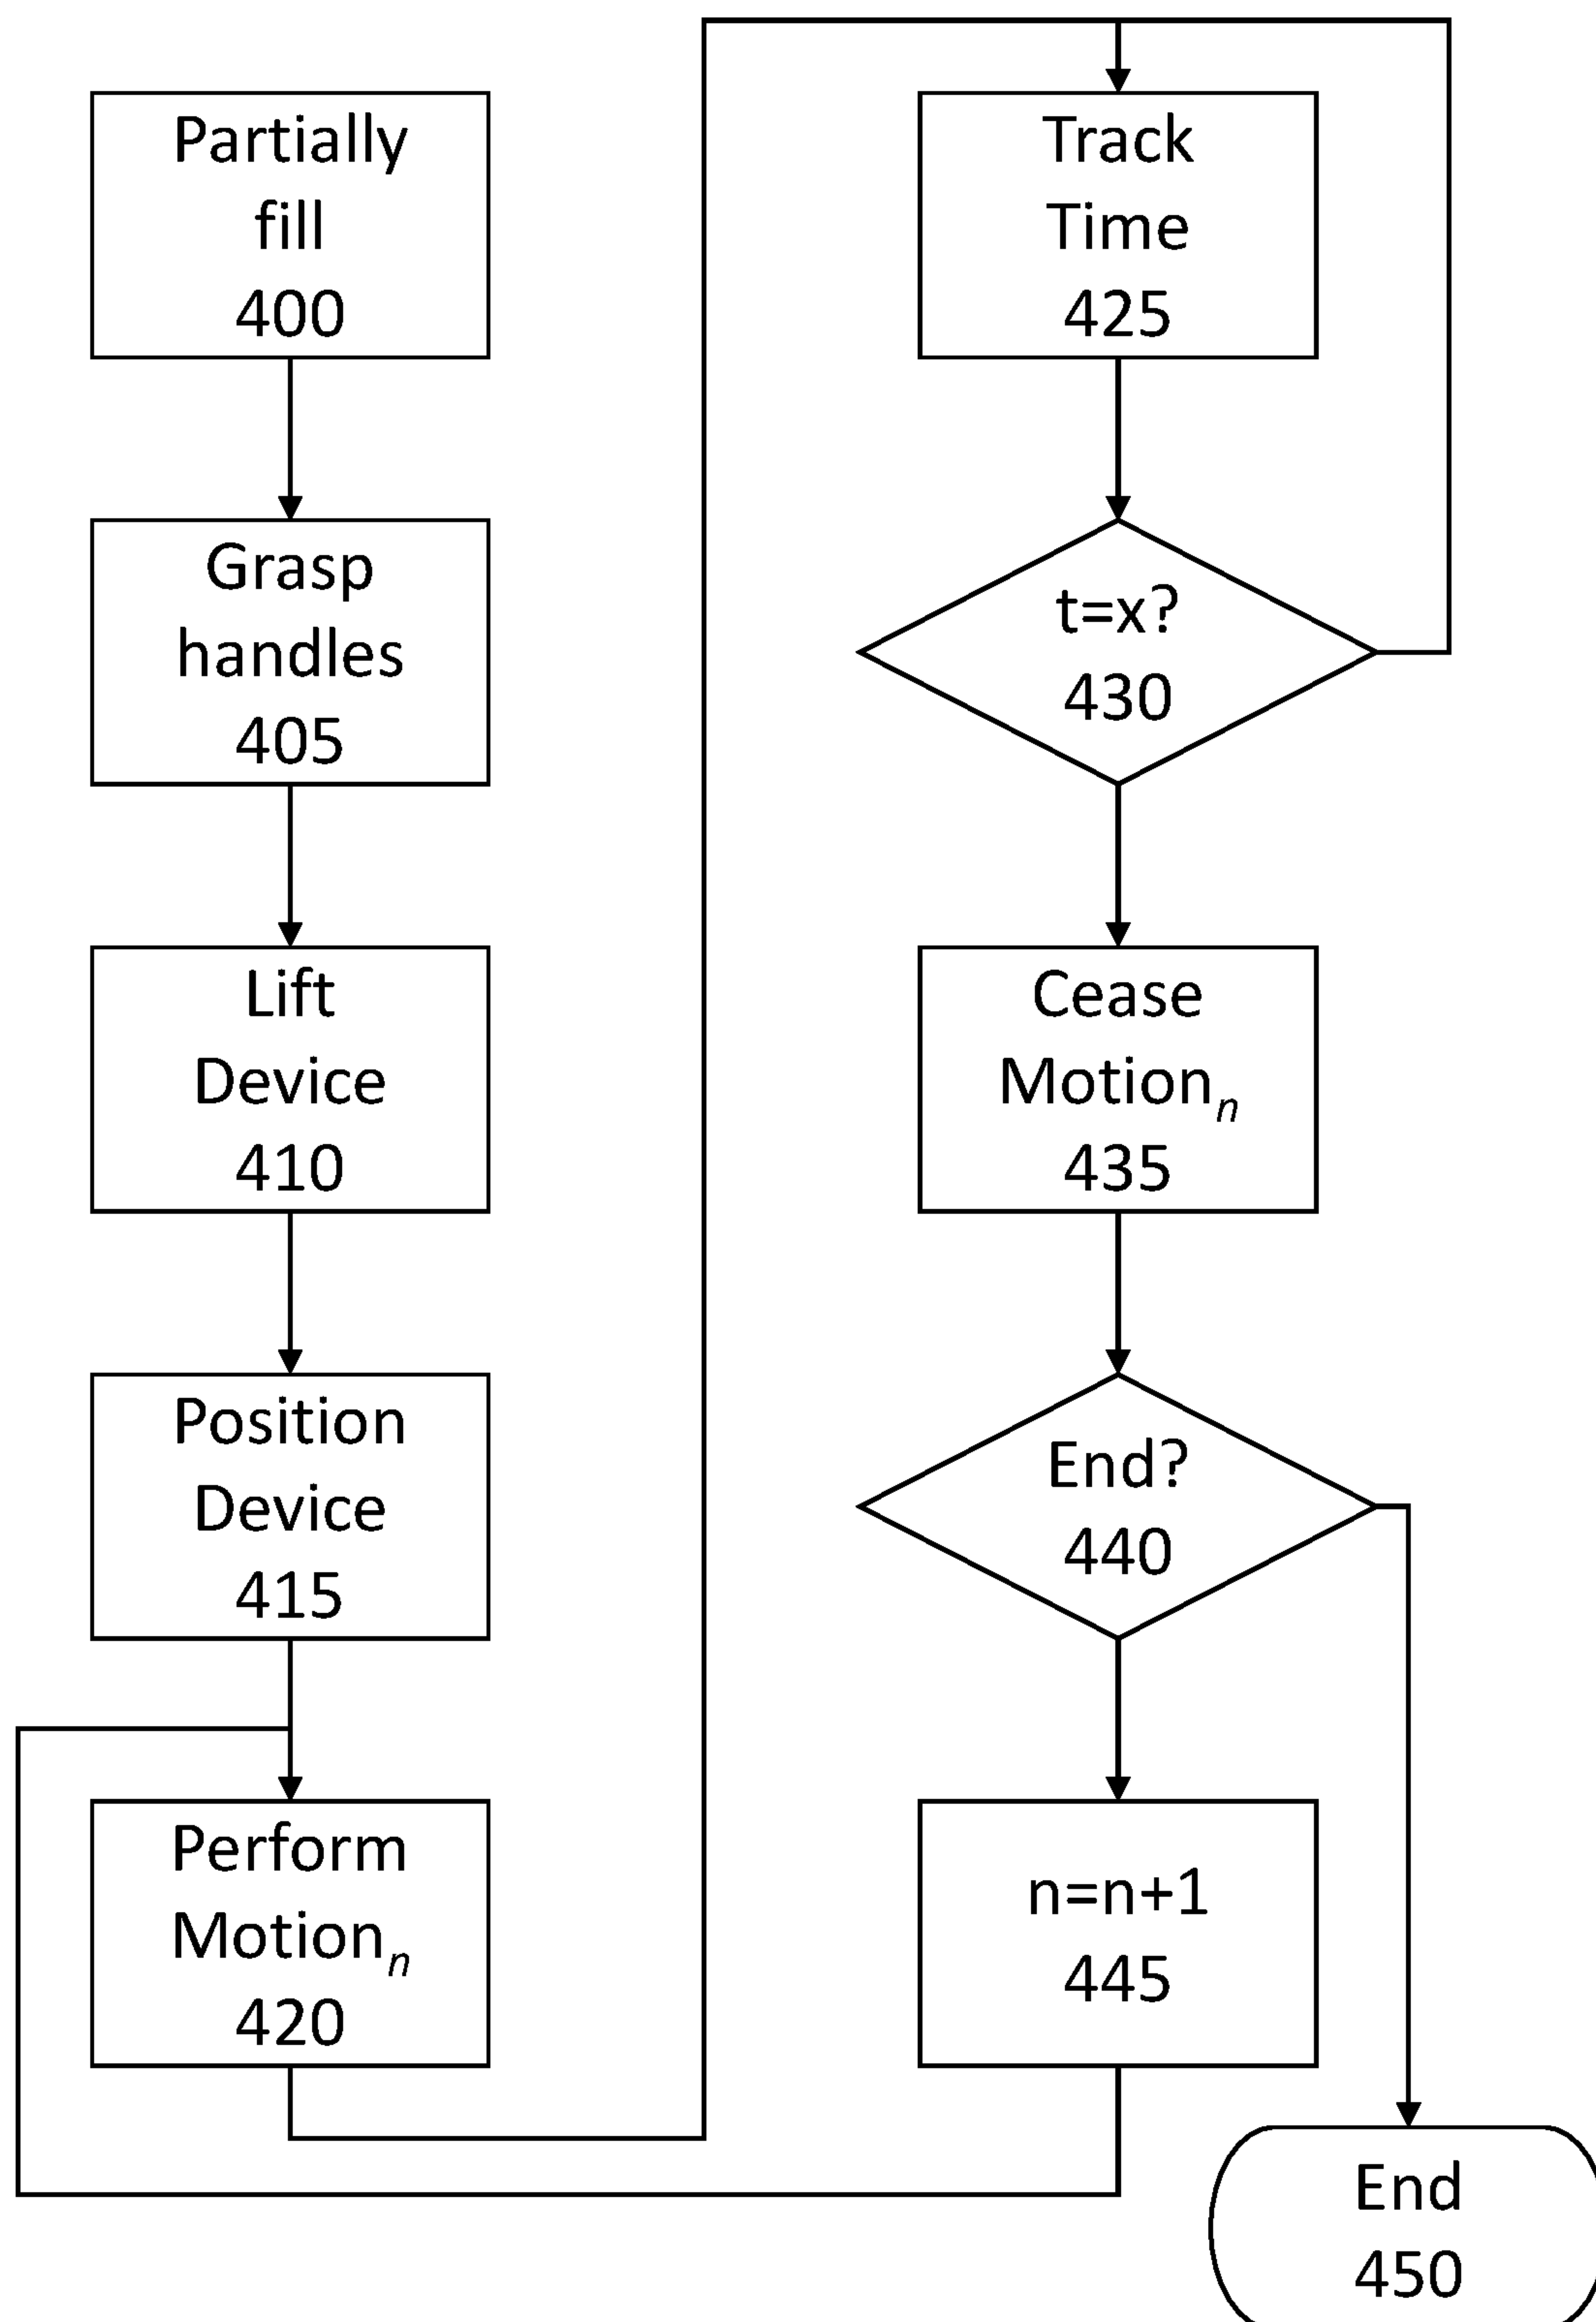 Partially
fill
400
Grasp
handles
405
Lift
Device
410
Position
Device
415
Perform
Motionn
420
Track
Time
425
t=x?
430
Cease
Motionn
435
End?
440
n=n+1
445
End
450